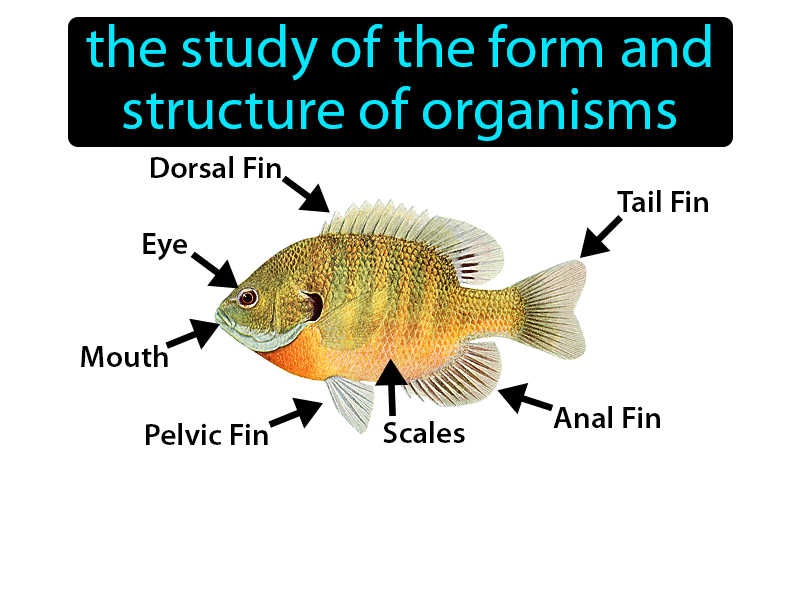 the study of the form and
structure of organisms
Dorsal Fin
Tail Fin
Eye
Mouth
Pelvic Fin
Scales
Anal Fin